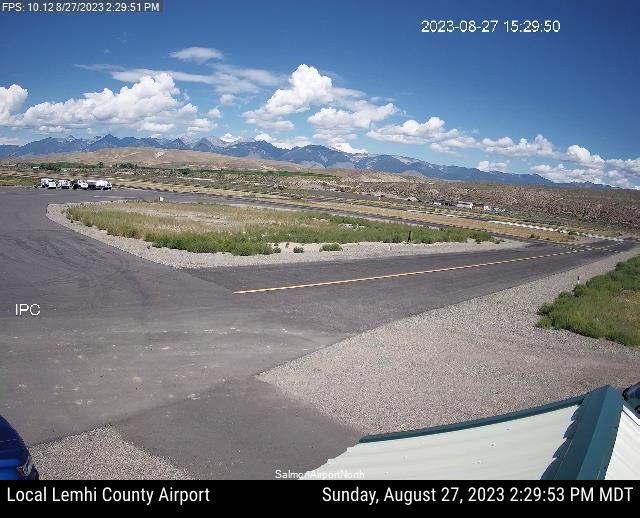 FPS: 10.12 8/27/2023 2:29:51 PM
2023-08-27 15:29:50
IPC
SalmonAirportNorth
Local Lemhi County Airport
Sunday, August 27, 2023 2:29:53 PM MDT